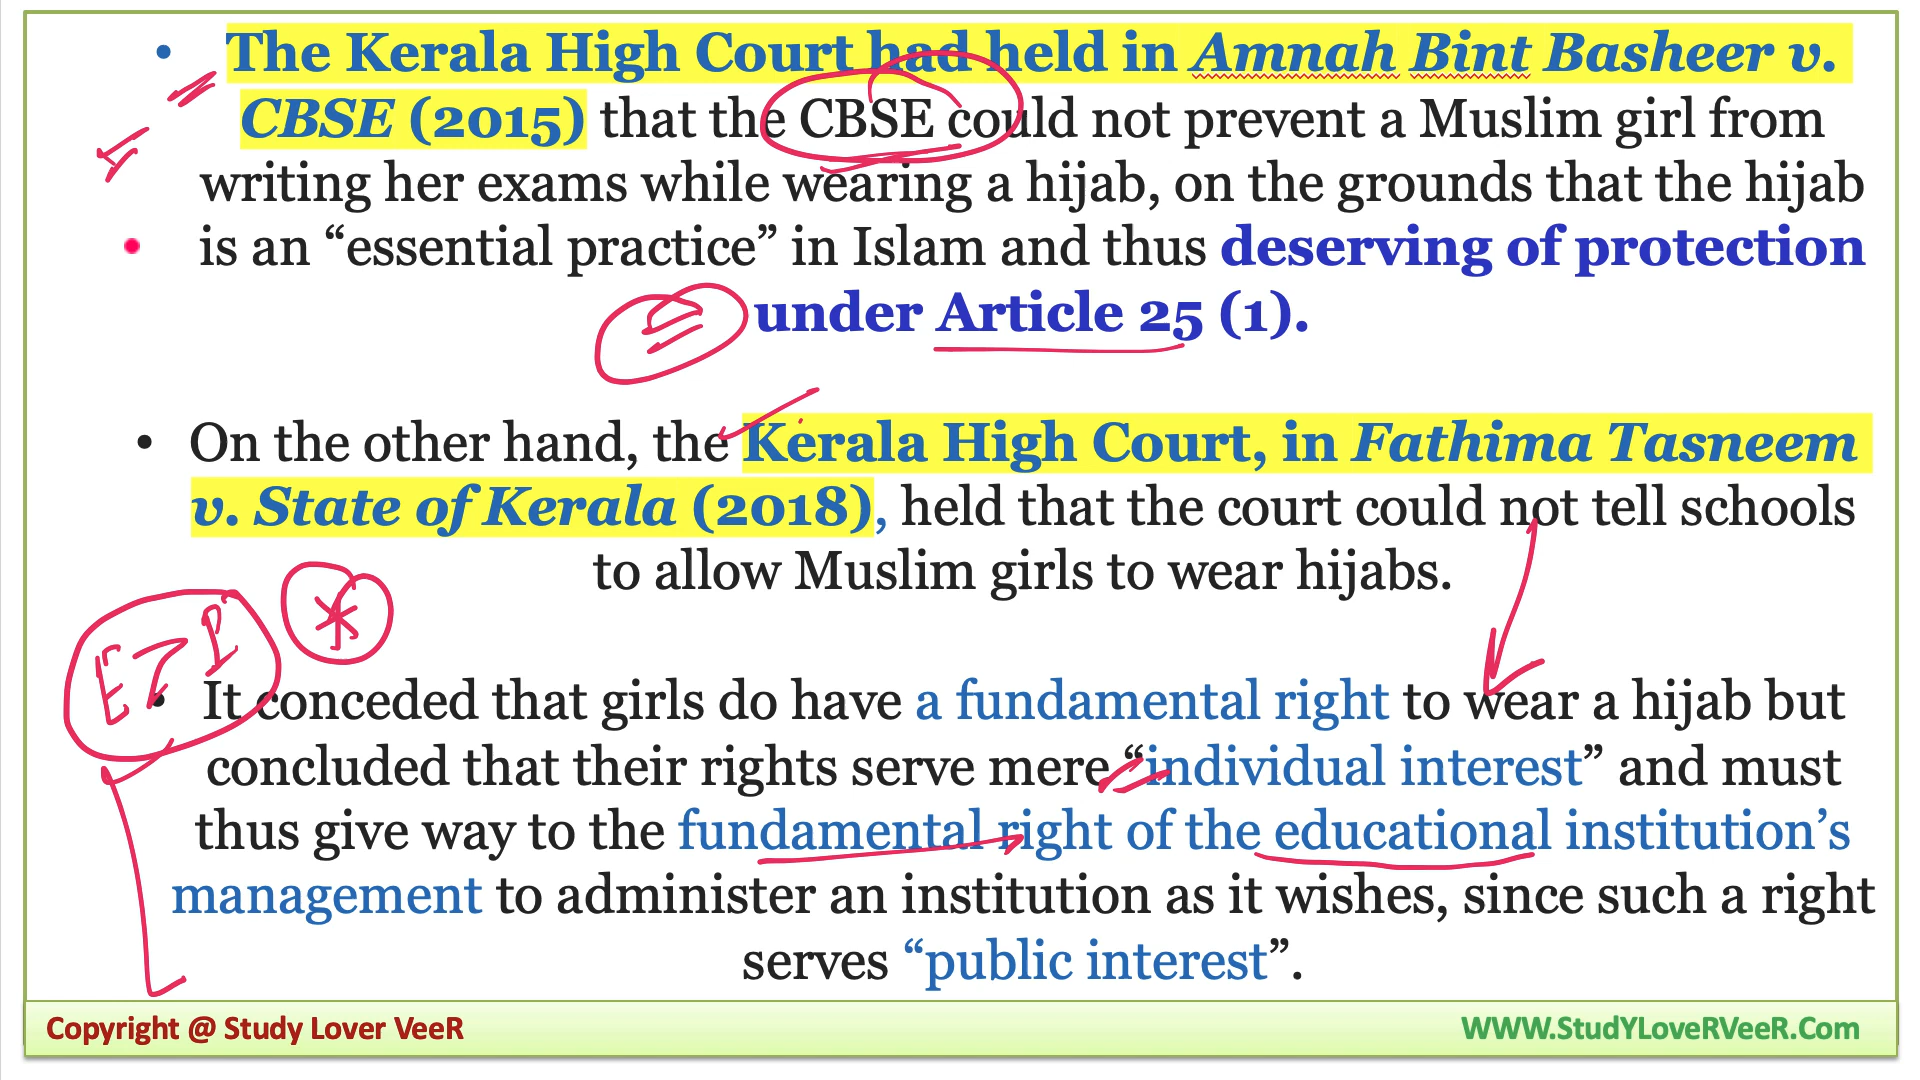 • The Kerala High Court had held in Amnah Bint Basheer v.
CBSE (2015) that the CBSE could not prevent a Muslim girl from
writing her exams while wearing a hijab, on the grounds that the hijab
is an “essential practice” in Islam and thus deserving of protection
under Article 25 (1).
• On the other hand, the Kerala High Court, in Fathima Tasneem
v. State of Kerala (2018), held that the court could not tell schools
to allow Muslim girls to wear hijabs.
• It conceded that girls do have a fundamental right to wear a hijab but
concluded that their rights serve mere “individual interest” and must
thus give way to the fundamental right of the educational institution’s
management to administer an institution as it wishes, since such a right
serves “public interest”.
Copyright @ Study Lover VeeR
WWW.StudYLoveRVeeR.Com